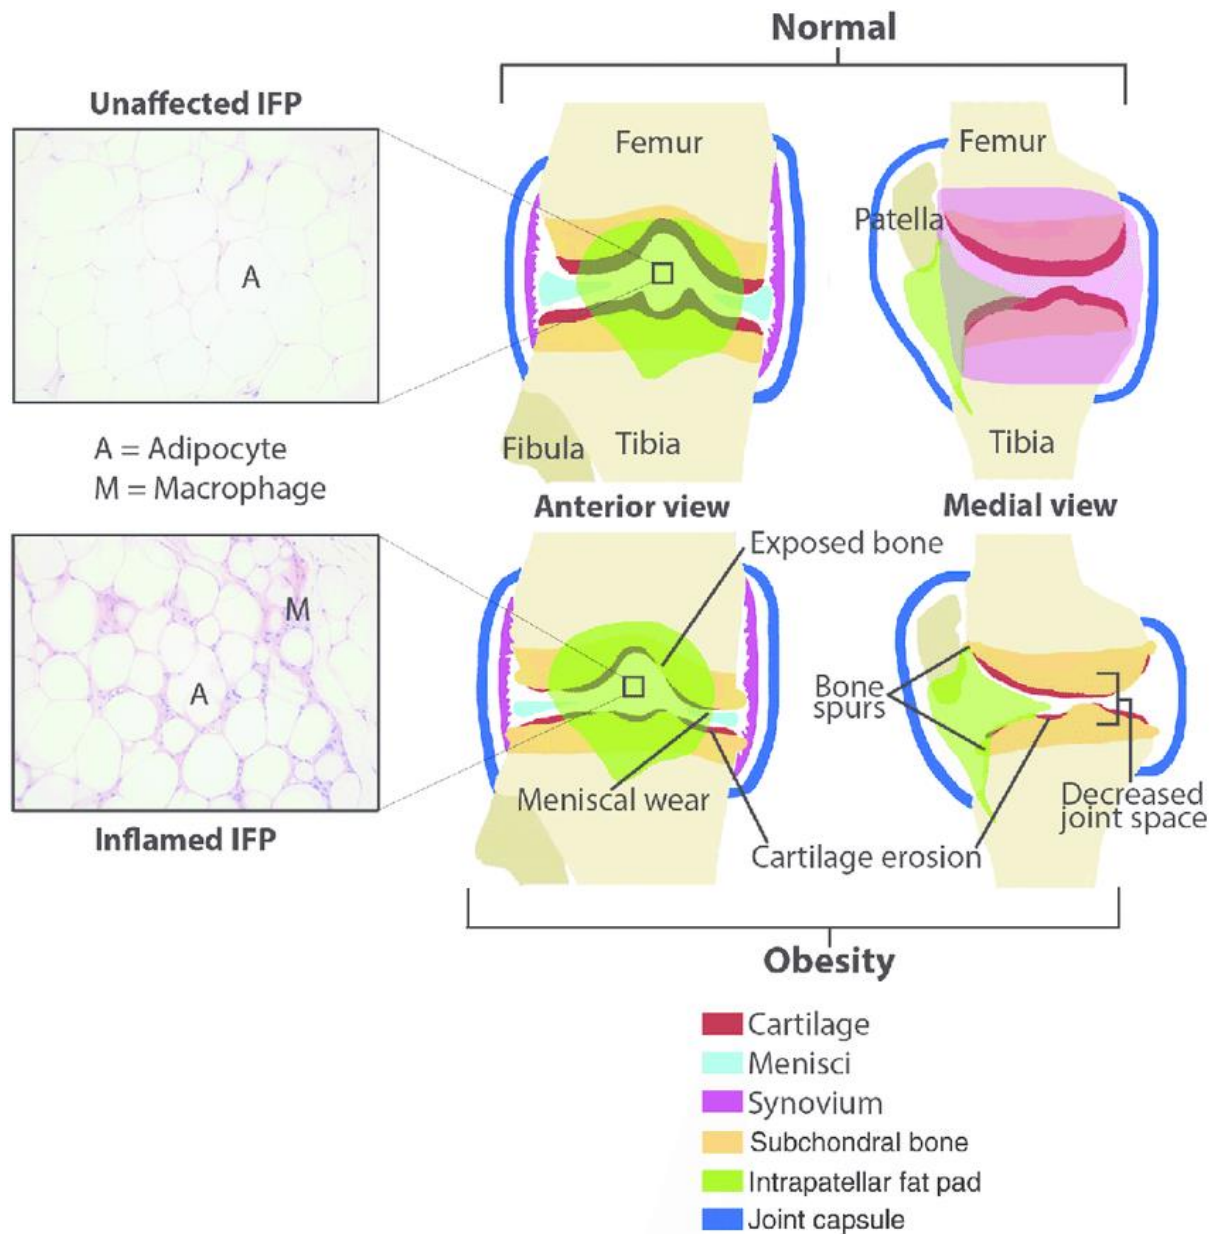 Normal
Unaffected IFP
Femur
Femur
Patella
A
Fibula
Tibia
Tibia
A = Adipocyte
M = Macrophage
Anterior view
Medial view
Exposed bone
M
A
Bone
spurs
Meniscal wear
Decreased
joint space
Inflamed IFP
Cartilage erosion
Obesity
Cartilage
Menisci
Synovium
Subchondral bone
Intrapatellar fat pad
Joint capsule